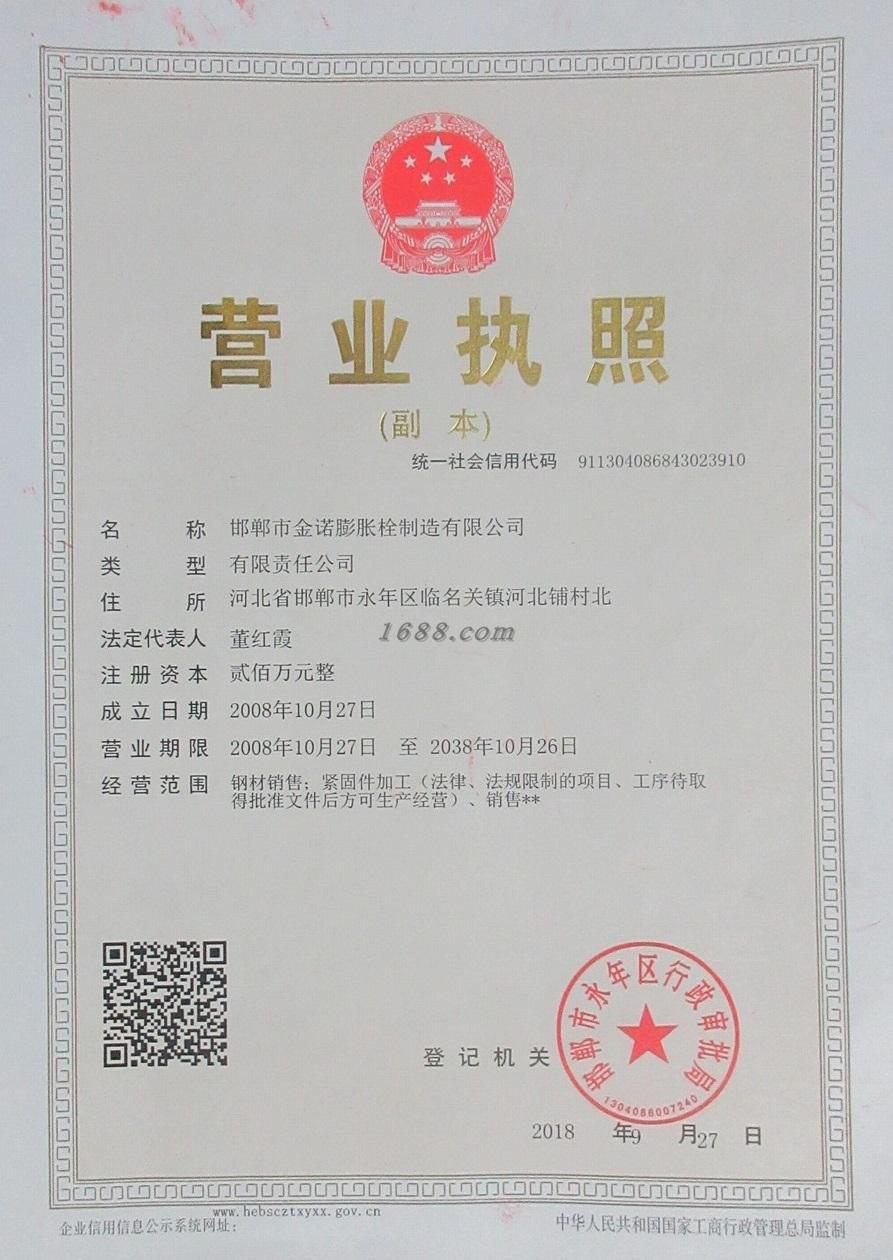 营业执照
(副本)
统一社会信用代码 911304086843023910
名称 邯郸市金诺膨胀栓制造有限公司
类型 有限责任公司
住所 河北省邯郸市永年区临名关镇河北铺村北
法定代表人 董红霞
1688.com
注册资本 贰佰万元整
成立日期 2008年10月27日
营业期限 2008年10月27日 至 2038年10月26日
经营范围 钢材销售；紧固件加工（法律、法规限制的项目、工序待取
得批准文件后方可生产经营）、销售**
邯郸市永年区行政审批局
登记机关
1304086007240
2018 年9 月27 日
www.hebscztxyxx.gov.cn
企业信用信息公示系统网址：
中华人民共和国国家工商行政管理总局监制